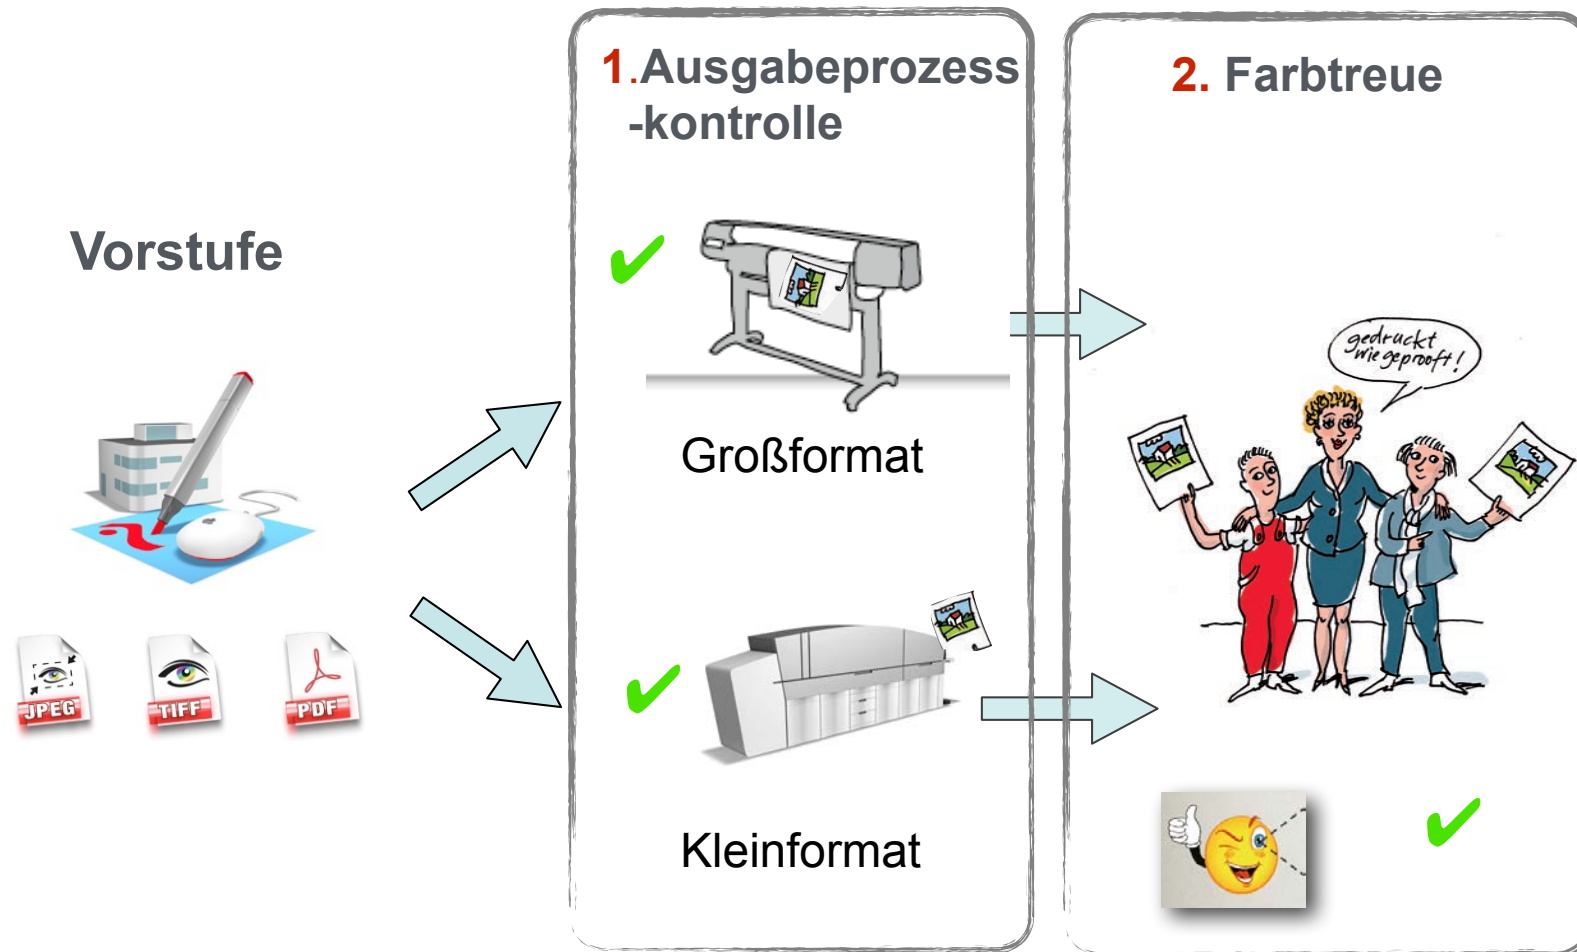 Vorstufe
JPEG
TIFF
PDF
1.Ausgabeprozess
-kontrolle
Großformat
Kleinformat
2. Farbtreue
gedruckt
wie geprooft!